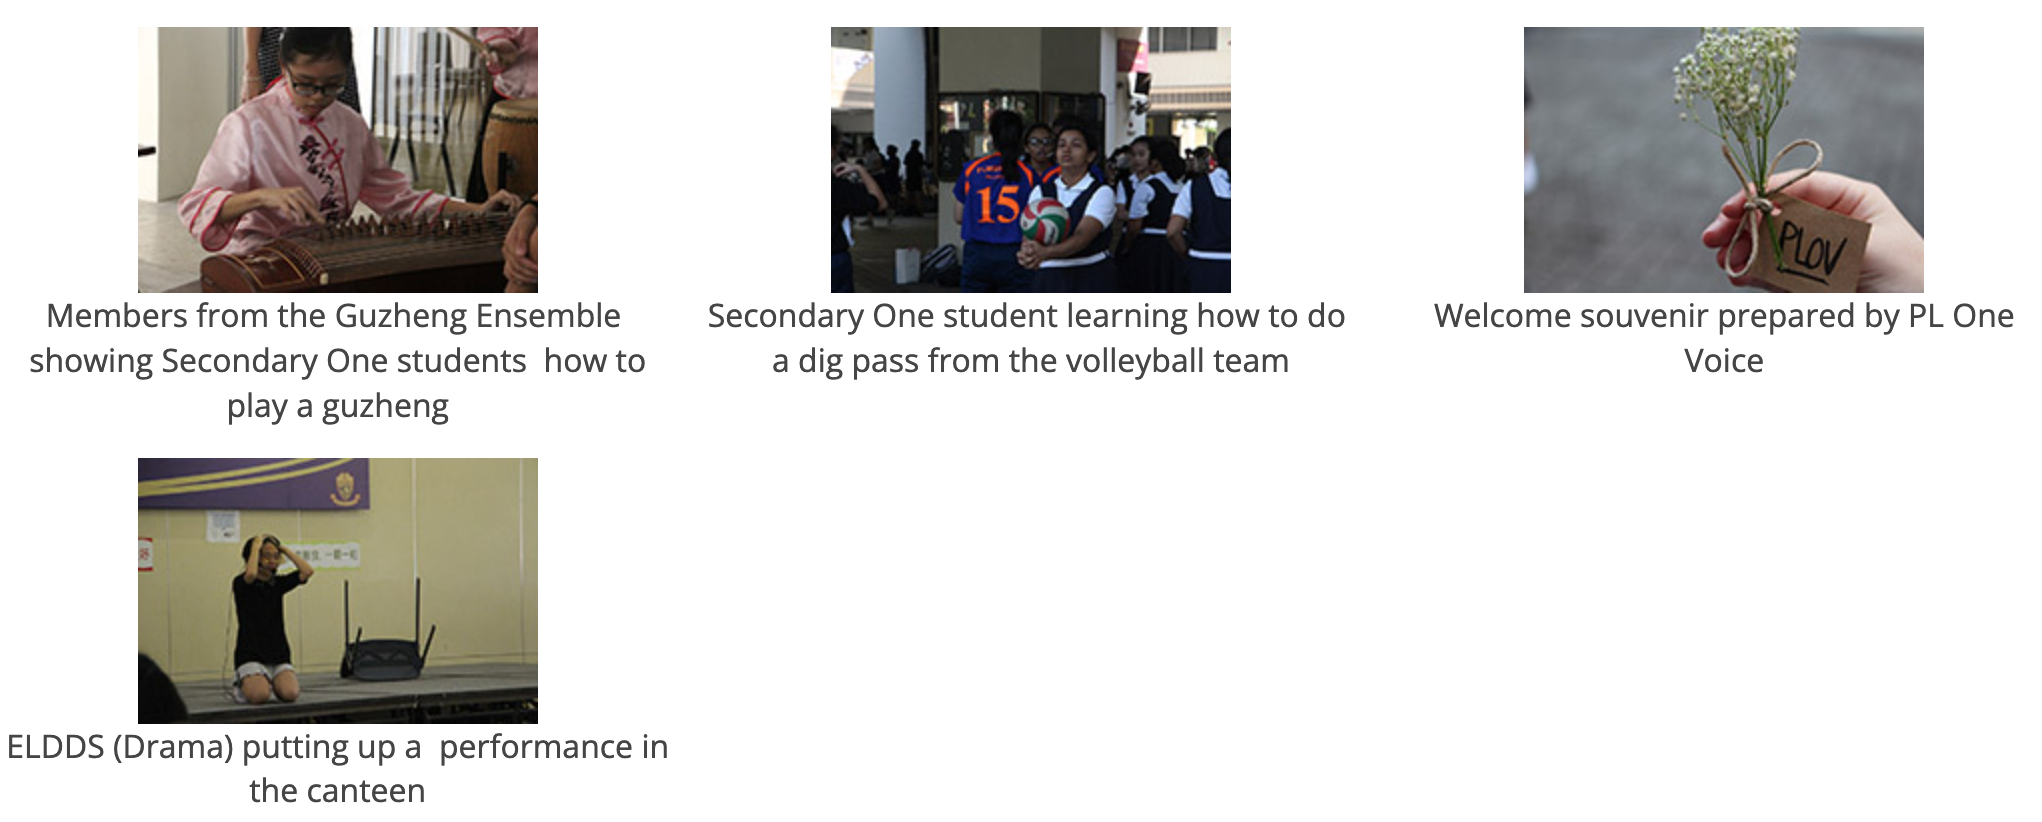 15
PLOV
Members from the Guzheng Ensemble
showing Secondary One students  how to
play a guzheng
Secondary One student learning how to do
a dig pass from the volleyball team
Welcome souvenir prepared by PL One
Voice
ELDDS (Drama) putting up a  performance in
the canteen